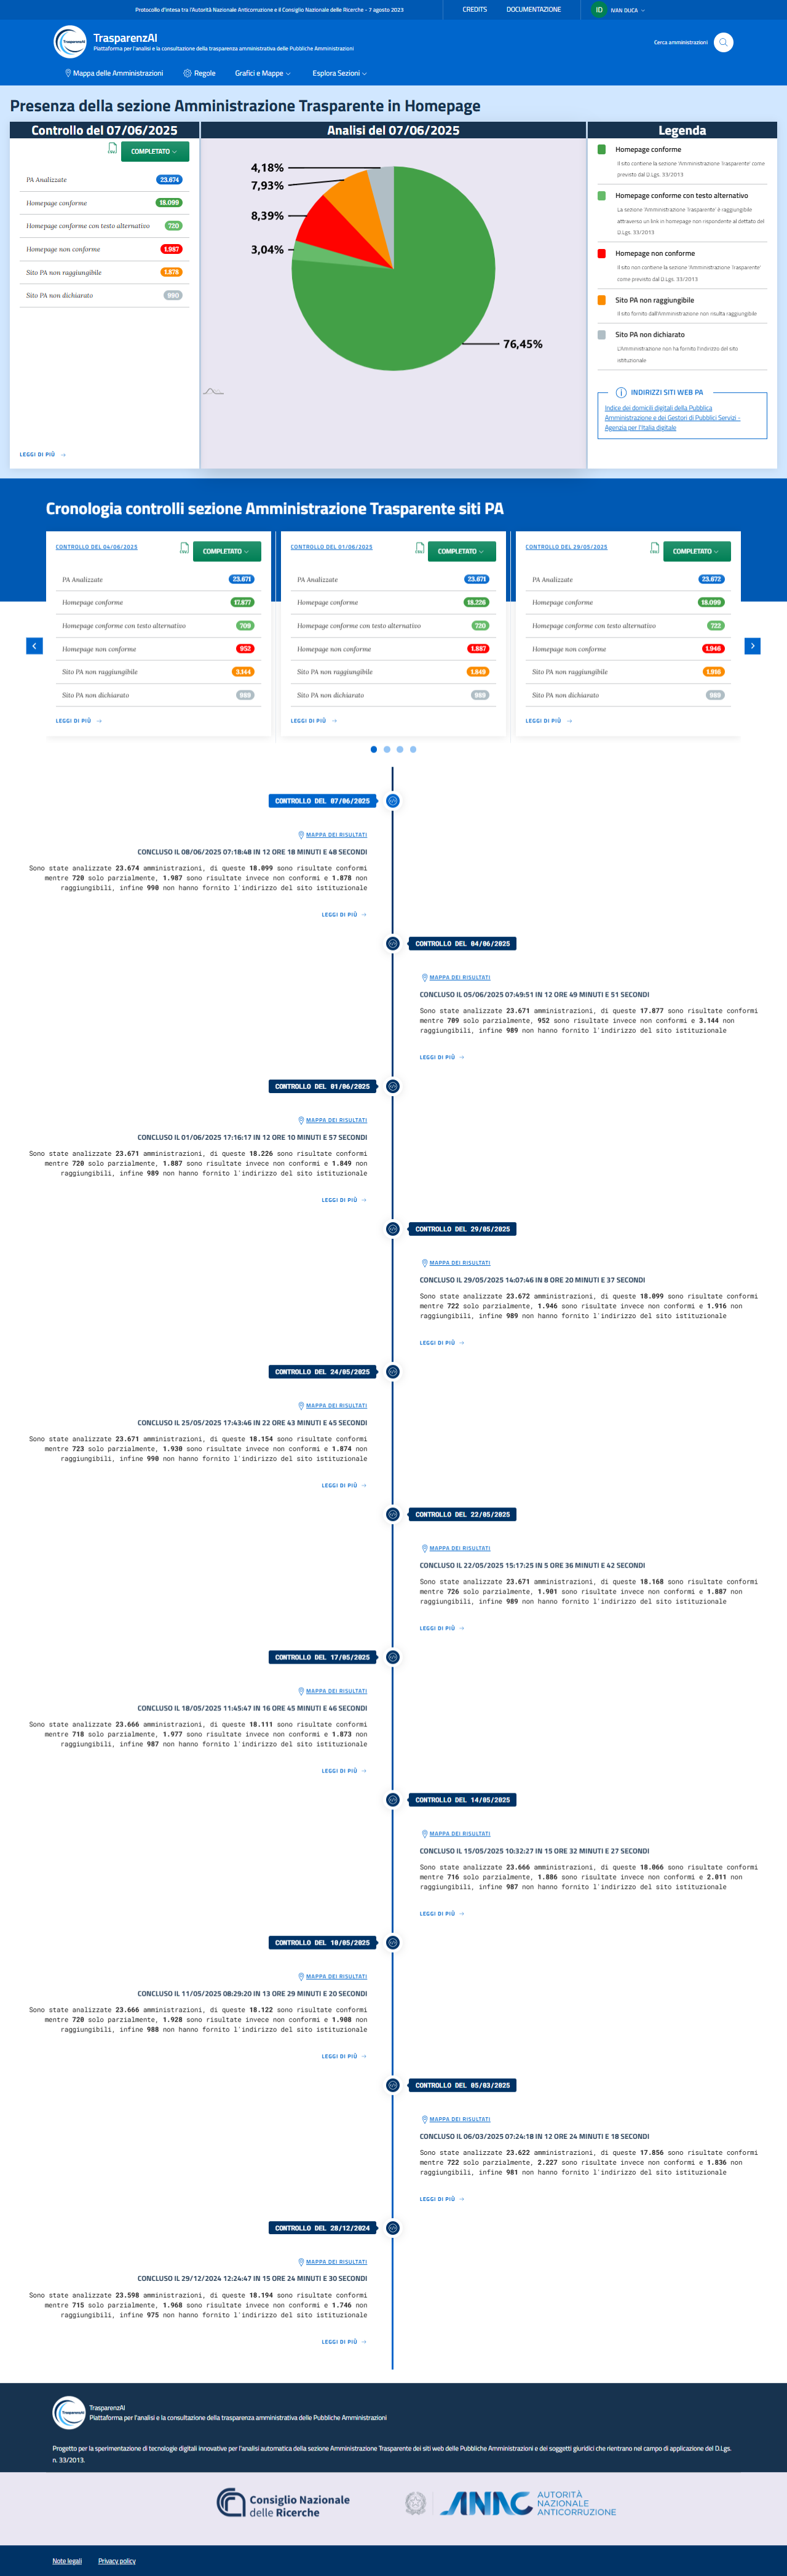 Protocollo d'intesa tra l'Autorità Nazionale Anticorruzione e il Consiglio Nazionale delle Ricerche - 7 agosto 2023
CREDITS
DOCUMENTAZIONE
ID
IVAN DUCA
TrasparenzAI
Piattaforma per l'analisi e la consultazione della trasparenza amministrativa delle Pubbliche Amministrazioni
Cerca amministrazioni
Mappa delle Amministrazioni
Regole
Grafici e Mappe
Esplora Sezioni
Presenza della sezione Amministrazione Trasparente in Homepage
Controllo del 07/06/2025
COMPLETATO
PA Analizzate 23.674
Homepage conforme 18.099
Homepage conforme con testo alternativo 720
Homepage non conforme 1.987
Sito PA non raggiungibile 1.878
Sito PA non dichiarato 990
LEGGI DI PIÙ
Analisi del 07/06/2025
4,18%
7,93%
8,39%
3,04%
76,45%
Legenda
Homepage conforme
Il sito contiene la sezione 'Amministrazione Trasparente' come
previsto dal D.Lgs. 33/2013
Homepage conforme con testo alternativo
La sezione 'Amministrazione Trasparente' è raggiungibile
attraverso un link in homepage non rispondente al dettato del
D.Lgs. 33/2013
Homepage non conforme
Il sito non contiene la sezione 'Amministrazione Trasparente'
come previsto dal D.Lgs. 33/2013
Sito PA non raggiungibile
Il sito fornito dall'Amministrazione non risulta raggiungibile
Sito PA non dichiarato
L'Amministrazione non ha fornito l'indirizzo del sito
istituzionale
INDIRIZZI SITI WEB PA
Indice dei domicili digitali della Pubblica
Amministrazione e dei Gestori di Pubblici Servizi -
Agenzia per l'Italia digitale
Cronologia controlli sezione Amministrazione Trasparente siti PA
CONTROLLO DEL 04/06/2025
COMPLETATO
PA Analizzate 23.671
Homepage conforme 17.877
Homepage conforme con testo alternativo 709
Homepage non conforme 952
Sito PA non raggiungibile 3.144
Sito PA non dichiarato 989
LEGGI DI PIÙ
CONTROLLO DEL 01/06/2025
COMPLETATO
PA Analizzate 23.671
Homepage conforme 18.226
Homepage conforme con testo alternativo 720
Homepage non conforme 1.887
Sito PA non raggiungibile 1.849
Sito PA non dichiarato 989
LEGGI DI PIÙ
CONTROLLO DEL 29/05/2025
COMPLETATO
PA Analizzate 23.672
Homepage conforme 18.099
Homepage conforme con testo alternativo 722
Homepage non conforme 1.946
Sito PA non raggiungibile 1.916
Sito PA non dichiarato 989
LEGGI DI PIÙ
CONTROLLO DEL 07/06/2025
MAPPA DEI RISULTATI
CONCLUSO IL 08/06/2025 07:18:48 IN 12 ORE 18 MINUTI E 48 SECONDI
Sono state analizzate 23.674 amministrazioni, di queste 18.099 sono risultate conformi
mentre 720 solo parzialmente, 1.987 sono risultate invece non conformi e 1.878 non
raggiungibili, infine 990 non hanno fornito l'indirizzo del sito istituzionale
LEGGI DI PIÙ
CONTROLLO DEL 04/06/2025
MAPPA DEI RISULTATI
CONCLUSO IL 05/06/2025 07:49:51 IN 12 ORE 49 MINUTI E 51 SECONDI
Sono state analizzate 23.671 amministrazioni, di queste 17.877 sono risultate conformi
mentre 709 solo parzialmente, 952 sono risultate invece non conformi e 3.144 non
raggiungibili, infine 989 non hanno fornito l'indirizzo del sito istituzionale
LEGGI DI PIÙ
CONTROLLO DEL 01/06/2025
MAPPA DEI RISULTATI
CONCLUSO IL 01/06/2025 17:16:17 IN 12 ORE 10 MINUTI E 57 SECONDI
Sono state analizzate 23.671 amministrazioni, di queste 18.226 sono risultate conformi
mentre 720 solo parzialmente, 1.887 sono risultate invece non conformi e 1.849 non
raggiungibili, infine 989 non hanno fornito l'indirizzo del sito istituzionale
LEGGI DI PIÙ
CONTROLLO DEL 29/05/2025
MAPPA DEI RISULTATI
CONCLUSO IL 29/05/2025 14:07:46 IN 8 ORE 20 MINUTI E 37 SECONDI
Sono state analizzate 23.672 amministrazioni, di queste 18.099 sono risultate conformi
mentre 722 solo parzialmente, 1.946 sono risultate invece non conformi e 1.916 non
raggiungibili, infine 989 non hanno fornito l'indirizzo del sito istituzionale
LEGGI DI PIÙ
CONTROLLO DEL 24/05/2025
MAPPA DEI RISULTATI
CONCLUSO IL 25/05/2025 17:43:46 IN 22 ORE 43 MINUTI E 45 SECONDI
Sono state analizzate 23.671 amministrazioni, di queste 18.154 sono risultate conformi
mentre 723 solo parzialmente, 1.930 sono risultate invece non conformi e 1.874 non
raggiungibili, infine 990 non hanno fornito l'indirizzo del sito istituzionale
LEGGI DI PIÙ
CONTROLLO DEL 22/05/2025
MAPPA DEI RISULTATI
CONCLUSO IL 22/05/2025 15:17:25 IN 5 ORE 36 MINUTI E 42 SECONDI
Sono state analizzate 23.671 amministrazioni, di queste 18.168 sono risultate conformi
mentre 726 solo parzialmente, 1.901 sono risultate invece non conformi e 1.887 non
raggiungibili, infine 989 non hanno fornito l'indirizzo del sito istituzionale
LEGGI DI PIÙ
CONTROLLO DEL 17/05/2025
MAPPA DEI RISULTATI
CONCLUSO IL 18/05/2025 11:45:47 IN 16 ORE 45 MINUTI E 46 SECONDI
Sono state analizzate 23.666 amministrazioni, di queste 18.111 sono risultate conformi
mentre 718 solo parzialmente, 1.977 sono risultate invece non conformi e 1.873 non
raggiungibili, infine 987 non hanno fornito l'indirizzo del sito istituzionale
LEGGI DI PIÙ
CONTROLLO DEL 14/05/2025
MAPPA DEI RISULTATI
CONCLUSO IL 15/05/2025 10:32:27 IN 15 ORE 32 MINUTI E 27 SECONDI
Sono state analizzate 23.666 amministrazioni, di queste 18.066 sono risultate conformi
mentre 716 solo parzialmente, 1.886 sono risultate invece non conformi e 2.011 non
raggiungibili, infine 987 non hanno fornito l'indirizzo del sito istituzionale
LEGGI DI PIÙ
CONTROLLO DEL 10/05/2025
MAPPA DEI RISULTATI
CONCLUSO IL 11/05/2025 08:29:20 IN 13 ORE 29 MINUTI E 20 SECONDI
Sono state analizzate 23.666 amministrazioni, di queste 18.122 sono risultate conformi
mentre 720 solo parzialmente, 1.928 sono risultate invece non conformi e 1.908 non
raggiungibili, infine 988 non hanno fornito l'indirizzo del sito istituzionale
LEGGI DI PIÙ
CONTROLLO DEL 05/03/2025
MAPPA DEI RISULTATI
CONCLUSO IL 06/03/2025 07:24:18 IN 12 ORE 24 MINUTI E 18 SECONDI
Sono state analizzate 23.622 amministrazioni, di queste 17.856 sono risultate conformi
mentre 722 solo parzialmente, 2.227 sono risultate invece non conformi e 1.836 non
raggiungibili, infine 981 non hanno fornito l'indirizzo del sito istituzionale
LEGGI DI PIÙ
CONTROLLO DEL 28/12/2024
MAPPA DEI RISULTATI
CONCLUSO IL 29/12/2024 12:24:47 IN 15 ORE 24 MINUTI E 30 SECONDI
Sono state analizzate 23.598 amministrazioni, di queste 18.194 sono risultate conformi
mentre 715 solo parzialmente, 1.968 sono risultate invece non conformi e 1.746 non
raggiungibili, infine 975 non hanno fornito l'indirizzo del sito istituzionale
LEGGI DI PIÙ
TrasparenzAI
TrasparenzAI
Piattaforma per l'analisi e la consultazione della trasparenza amministrativa delle Pubbliche Amministrazioni
Progetto per la sperimentazione di tecnologie digitali innovative per l'analisi automatica della sezione Amministrazione Trasparente dei siti web delle Pubbliche Amministrazioni e dei soggetti giuridici che rientrano nel campo di applicazione del D.Lgs.
n. 33/2013.
Consiglio Nazionale
delle Ricerche
ANAC
AUTORITÀ
NAZIONALE
ANTICORRUZIONE
Note legali
Privacy policy